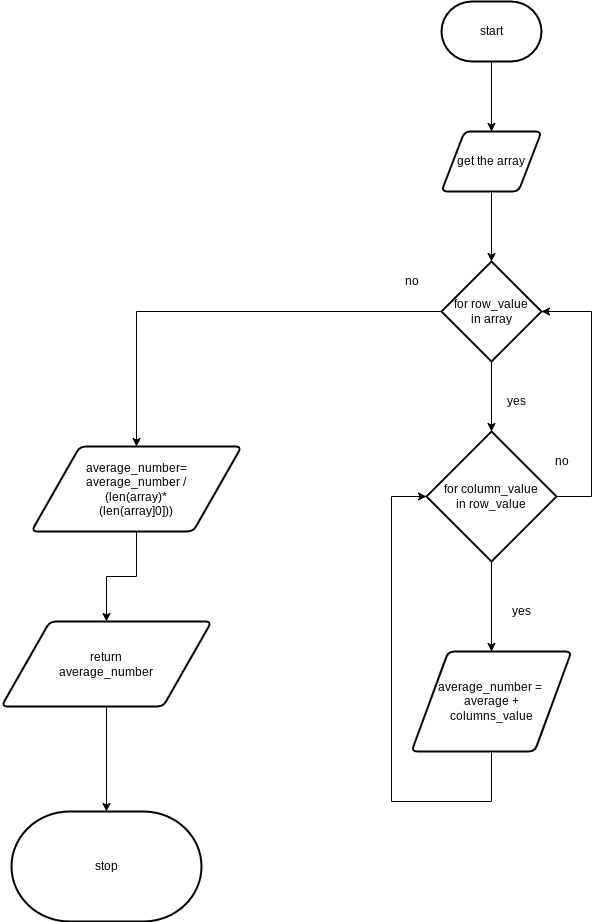 start
get the array
for row_value
in array
no
yes
for column_value
in row_value
no
yes
average_number =
average +
columns_value
average_number=
average_number /
(len(array)*
(len(array]0]))
return
average_number
stop